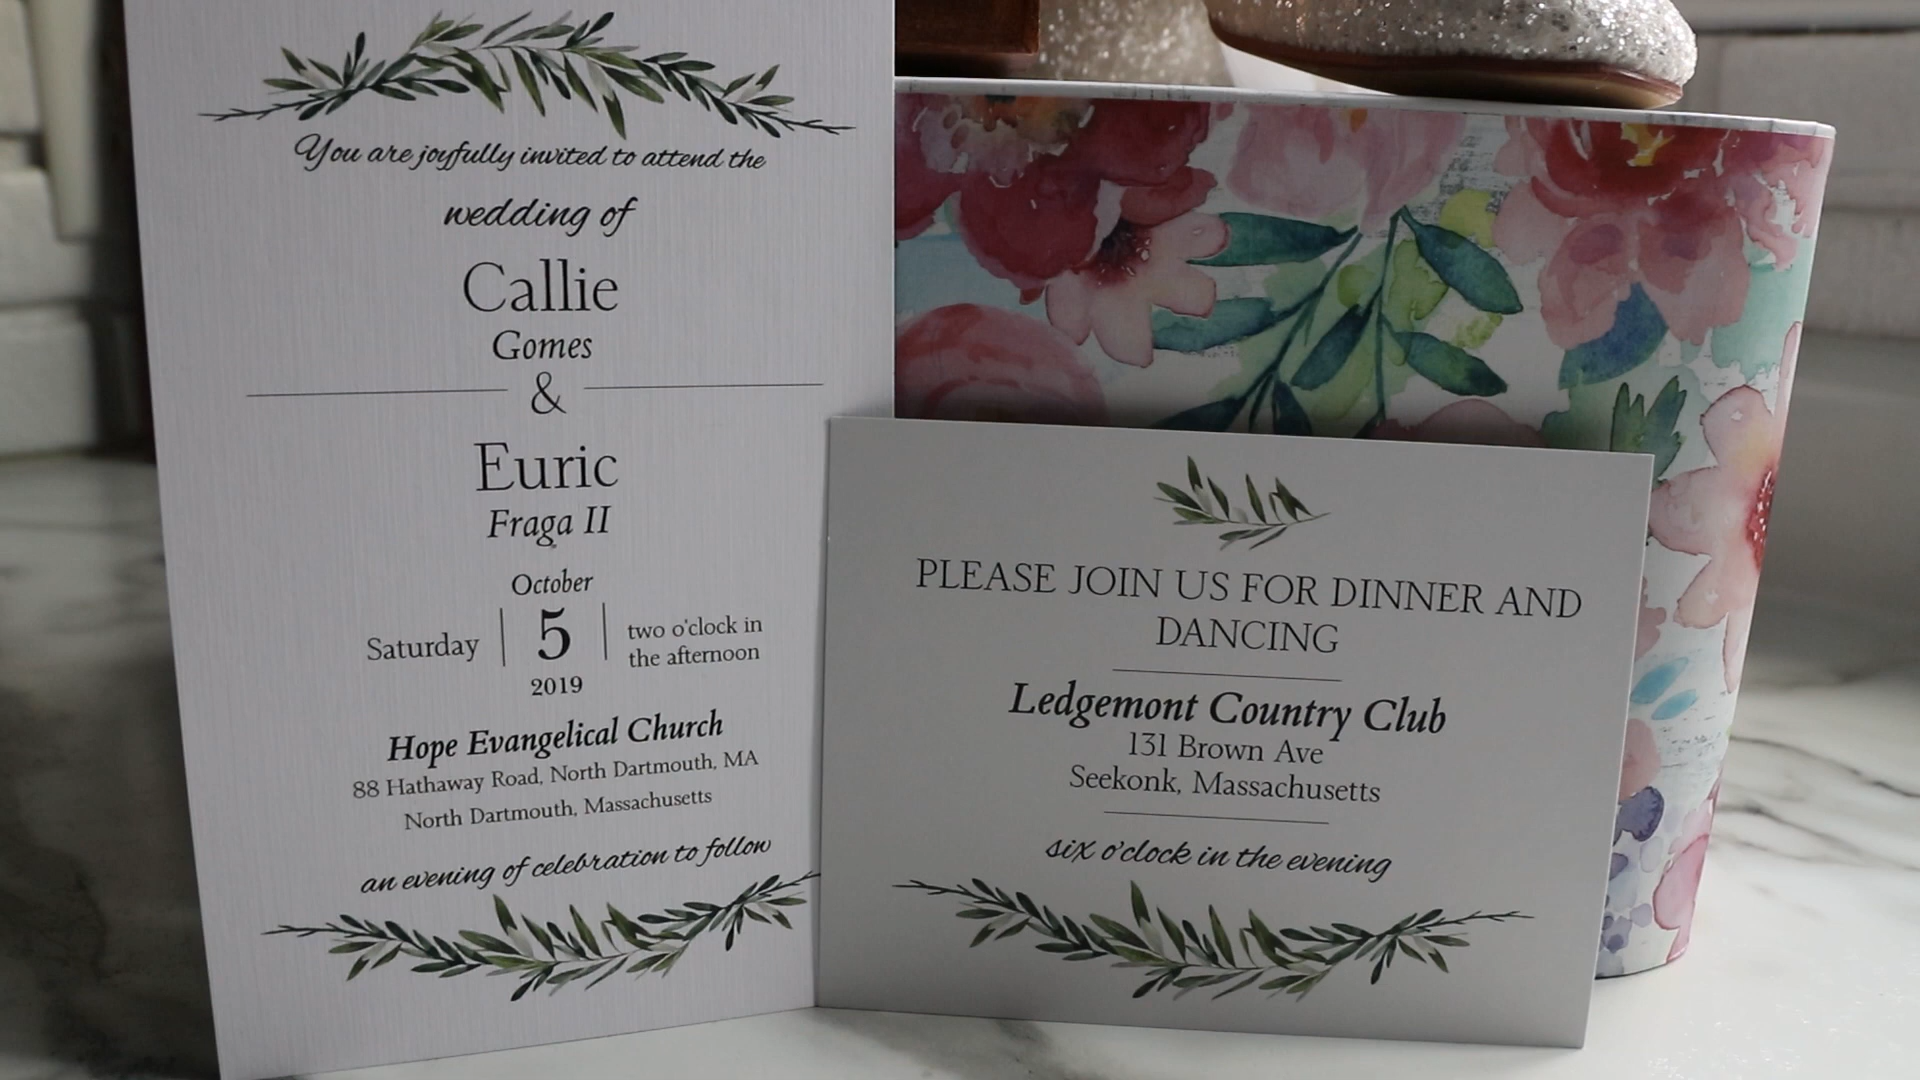 You are joyfully invited to attend the
wedding of
Callie
Gomes
&
Euric
Fraga II
October
Saturday
5
two o'clock in
the afternoon
2019
Hope Evangelical Church
88 Hathaway Road, North Dartmouth, MA
North Dartmouth, Massachusetts
an evening of celebration to follow
PLEASE JOIN US FOR DINNER AND
DANCING
Ledgemont Country Club
131 Brown Ave
Seekonk, Massachusetts
six o'clock in the evening